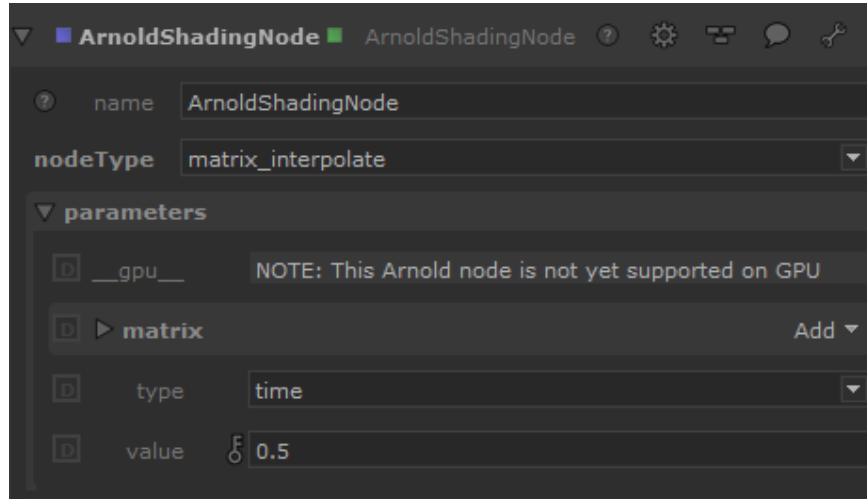 ArnoldShadingNode ArnoldShadingNode ?
? name ArnoldShadingNode
nodeType matrix_interpolate
parameters
D __gpu__ NOTE: This Arnold node is not yet supported on GPU
D matrix Add
D type time
D value 0.5